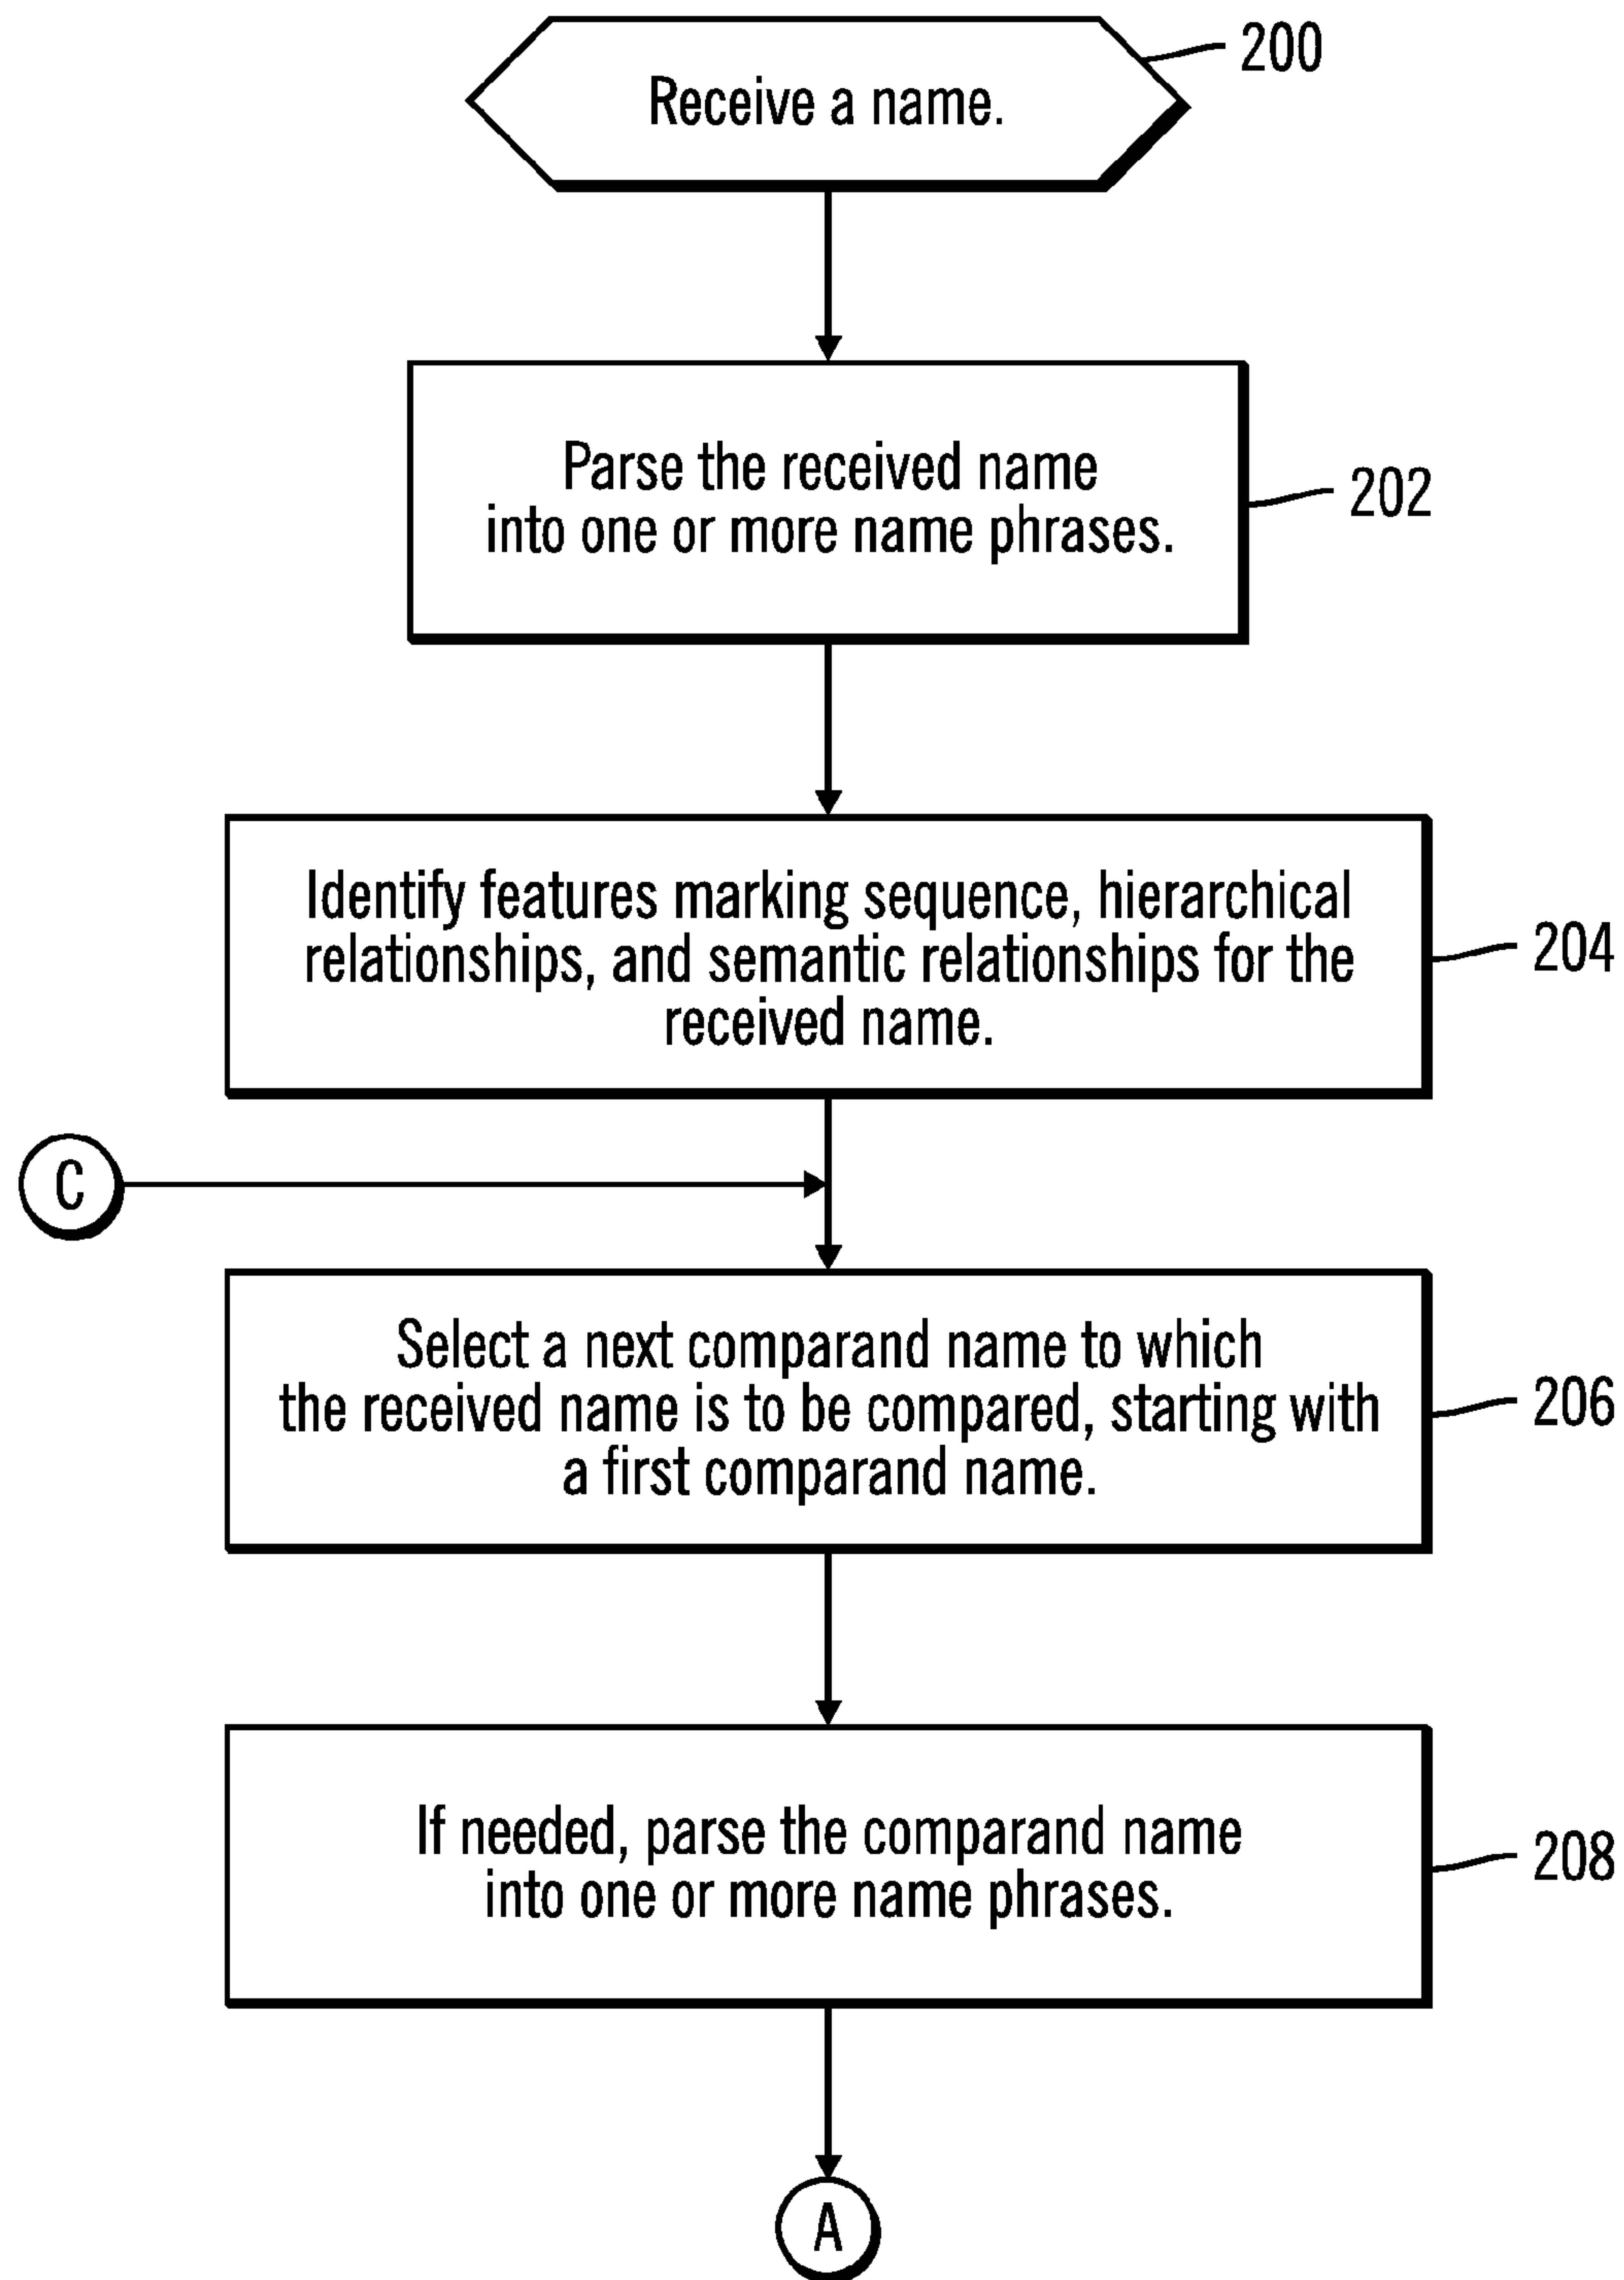 Receive a name.
200
Parse the received name
into one or more name phrases.
202
Identify features marking sequence, hierarchical
relationships, and semantic relationships for the
received name.
204
C
Select a next comparand name to which
the received name is to be compared, starting with
a first comparand name.
206
If needed, parse the comparand name
into one or more name phrases.
208
A